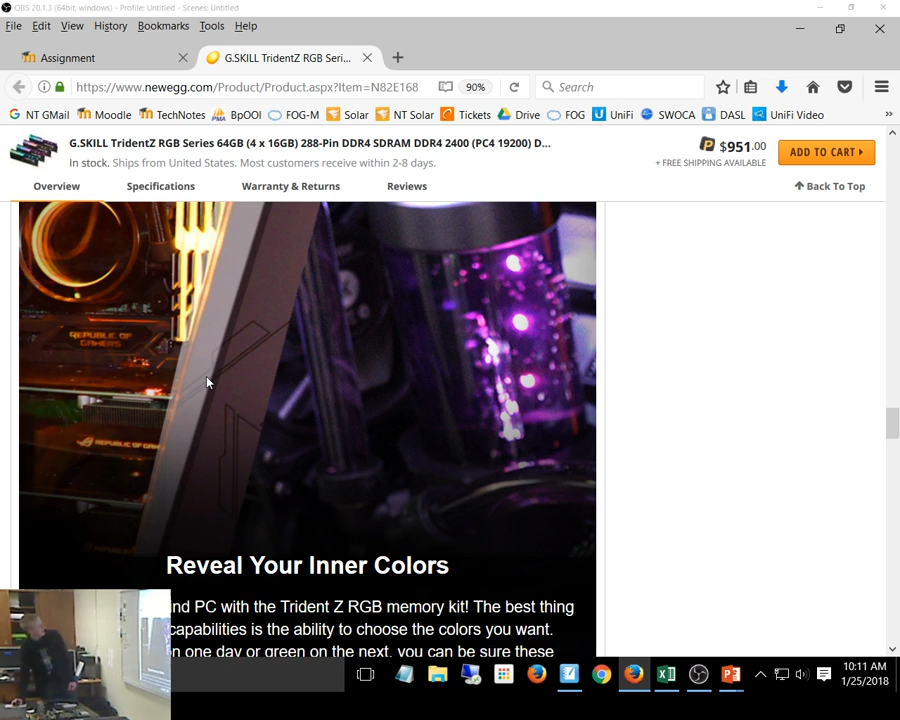 OBS 20.1.3 (64bit, windows) - Profile: Untitled - Scenes: Untitled
File Edit View History Bookmarks Tools Help
Assignment
G.SKILL TridentZ RGB Seri...
https://www.newegg.com/Product/Product.aspx?Item=N82E168
90%
Search
NT GMail Moodle TechNotes BpOOI FOG-M Solar NT Solar Tickets Drive FOG UniFi SWOCA DASL UniFi Video
G.SKILL TridentZ RGB Series 64GB (4 x 16GB) 288-Pin DDR4 SDRAM DDR4 2400 (PC4 19200) D...
In stock. Ships from United States. Most customers receive within 2-8 days.
$951.00
+ FREE SHIPPING AVAILABLE
ADD TO CART
Overview Specifications Warranty & Returns Reviews Back To Top
REPUBLIC OF
GAMERS
REPUBLIC OF GAM
Reveal Your Inner Colors
ind PC with the Trident Z RGB memory kit! The best thing
capabilities is the ability to choose the colors you want.
n one day or green on the next, you can be sure these
10:11 AM
1/25/2018